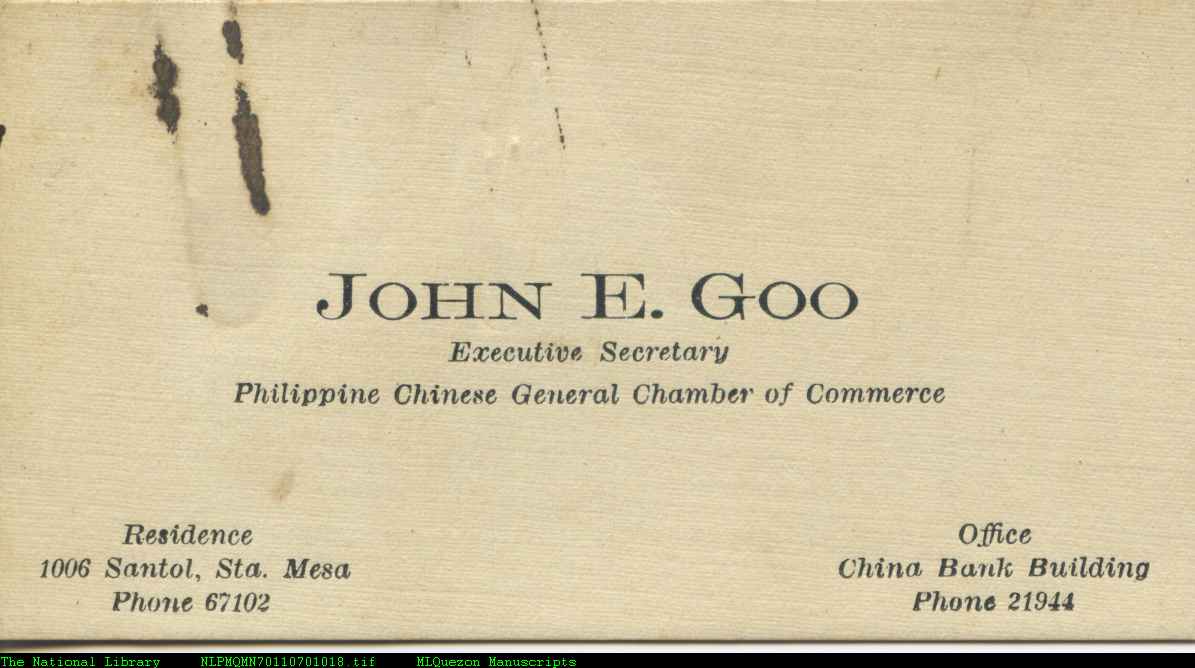 JOHN E. GOO
Executive Secretary
Philippine Chinese General Chamber of Commerce
Residence
1006 Santol, Sta. Mesa
Phone 67102
Office
China Bank Building
Phone 21944
The National Library NLPMQMN70110701018.tif MLQuezon Manuscripts